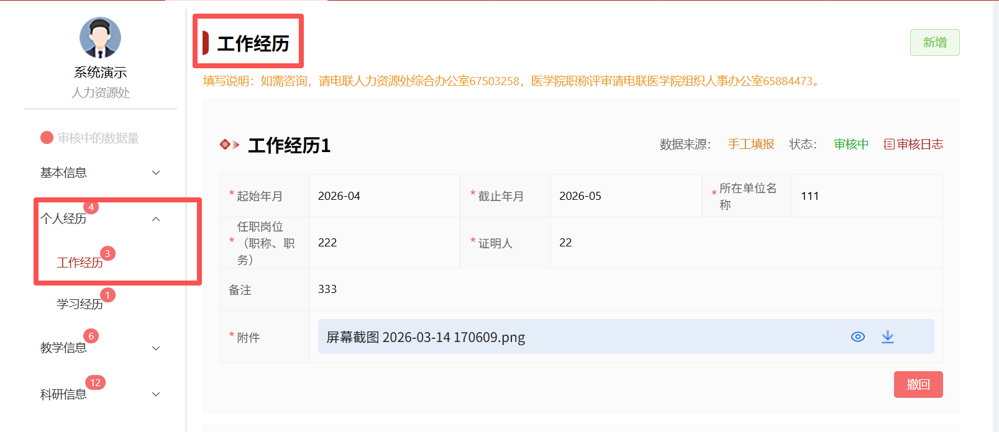 系统演示
人力资源处
审核中的数据量
基本信息
个人经历 4
工作经历 3
学习经历 1
教学信息 6
科研信息 12
工作经历
新增
填写说明：如需咨询，请电联人力资源处综合办公室67503258，医学院职称评审请电联医学院组织人事办公室65884473。
工作经历1
数据来源： 手工填报 状态： 审核中 审核日志
*起始年月 2026-04 *截止年月 2026-05 *所在单位名
称 111
*任职岗位
（职称、职
务） 222 *证明人 22
备注 333
*附件 屏幕截图 2026-03-14 170609.png
撤回